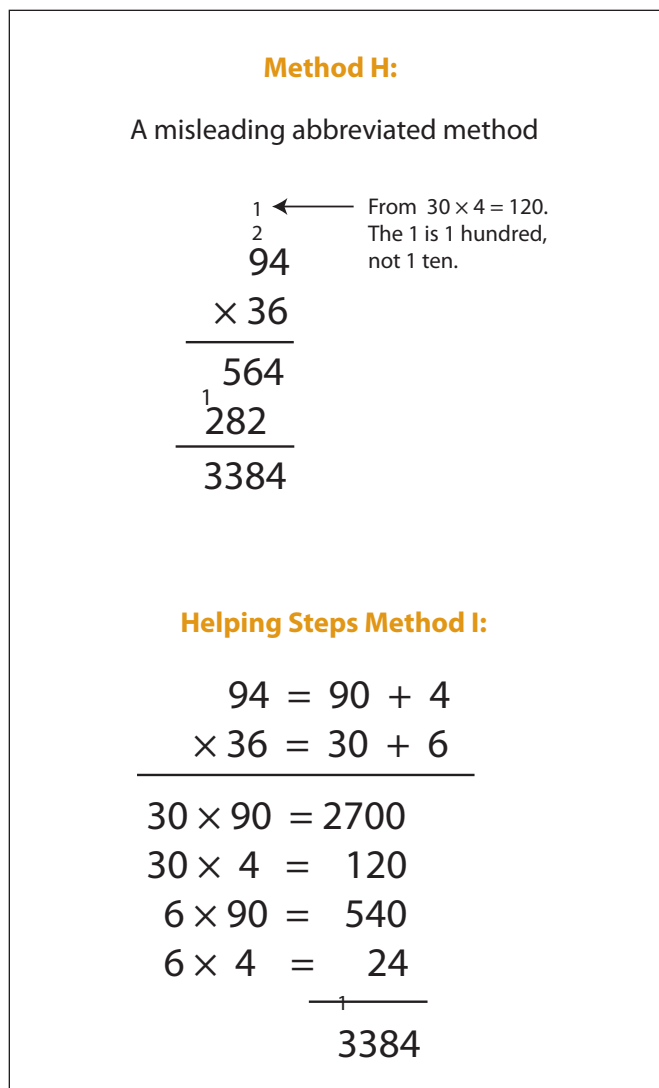 Method H:
A misleading abbreviated method
1 From 30 × 4 = 120.
2 The 1 is 1 hundred,
94 not 1 ten.
× 36
564
1
282
3384
Helping Steps Method I:
94 = 90 + 4
× 36 = 30 + 6
30 × 90 = 2700
30 × 4 = 120
6 × 90 = 540
6 × 4 = 24
1
3384